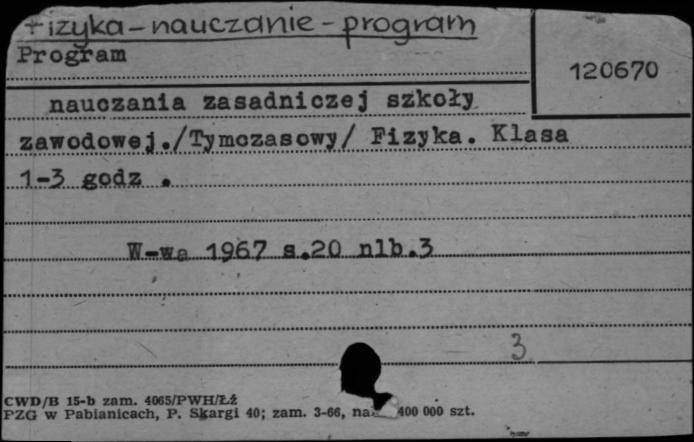 Fizyka - nauczanie - program
Program
120670
nauczania zasadniczej szkoły
zawodowej./Tymczasowy/ Fizyka. Klasa
1-3 godz .
W-wa 1967 s.20 nlb.3
3
CWD/B 15-b zam. 4065/PWH/Łź
PZG w Pabianicach, P. Skargi 40; zam. 3-66, 400 000 szt.